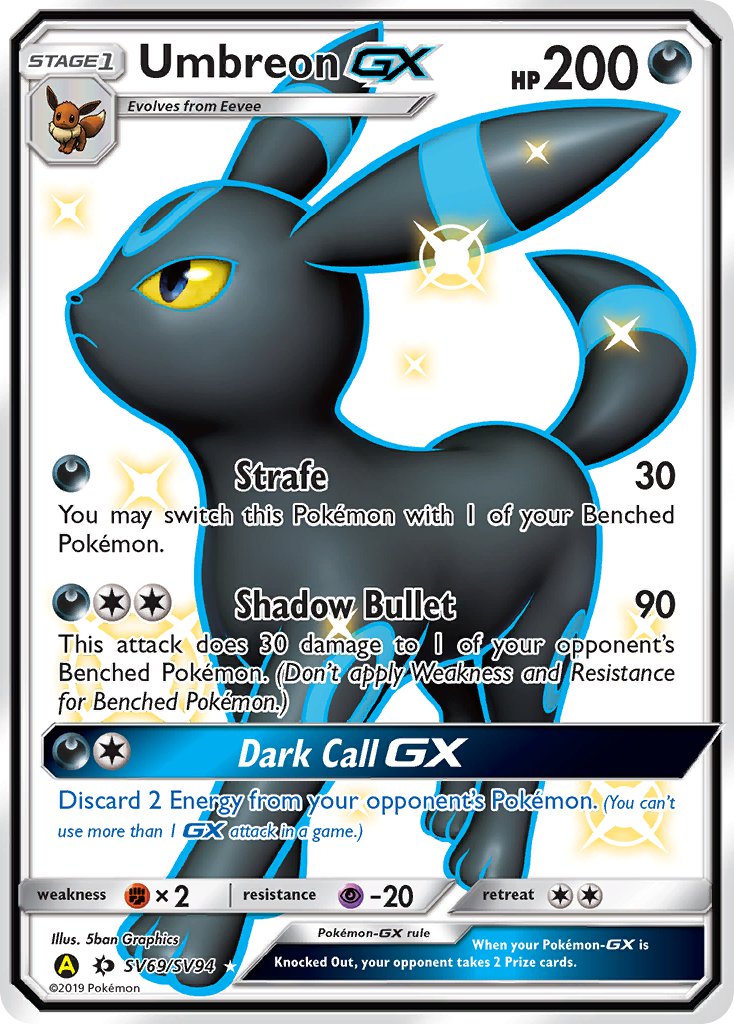 STAGE 1 Umbreon GX HP 200
Evolves from Eevee
Strafe 30
You may switch this Pokémon with 1 of your Benched
Pokémon.
Shadow Bullet 90
This attack does 30 damage to 1 of your opponent's
Benched Pokémon. (Don't apply Weakness and Resistance
for Benched Pokémon.)
Dark Call GX
Discard 2 Energy from your opponent's Pokémon. (You can't
use more than 1 GX attack in a game.)
weakness ×2 resistance -20 retreat
Illus. 5ban Graphics
A SV69/SV94
©2019 Pokémon
Pokémon-GX rule
When your Pokémon-GX is
Knocked Out, your opponent takes 2 Prize cards.